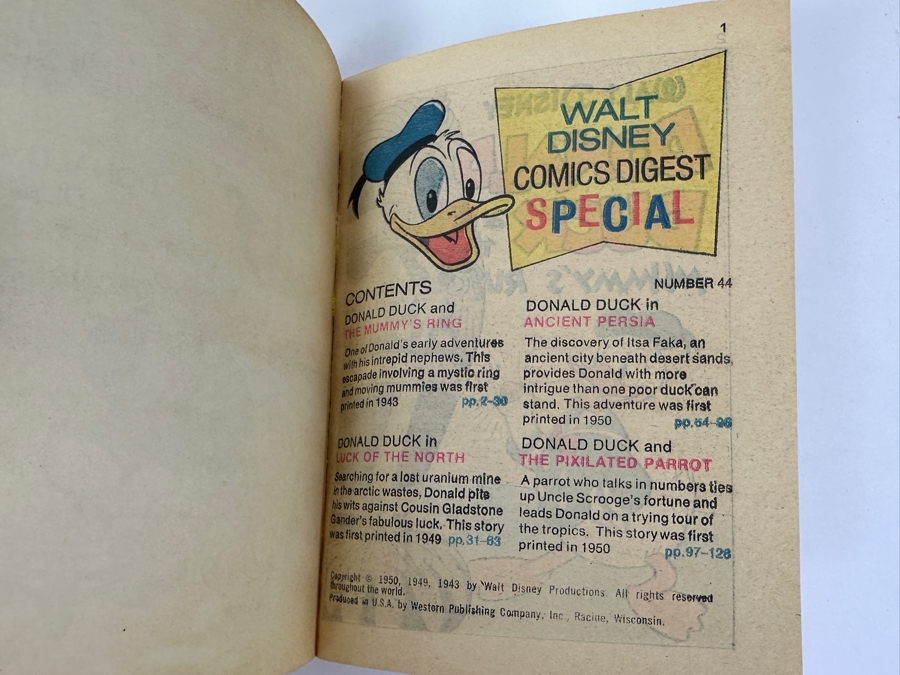 1
WALT
DISNEY
COMICS DIGEST
SPECIAL
NUMBER 44
CONTENTS
DONALD DUCK and
THE MUMMY'S RING
One of Donald's early adventures
with his intrepid nephews. This
escapade involving a mystic ring
and moving mummies was first
printed in 1943 pp.2-30
DONALD DUCK in
LUCK OF THE NORTH
Searching for a lost uranium mine
in the arctic wastes, Donald pits
his wits against Cousin Gladstone
Gander's fabulous luck. This story
was first printed in 1949 pp.31-63
DONALD DUCK in
ANCIENT PERSIA
The discovery of Itsa Faka, an
ancient city beneath desert sands,
provides Donald with more
intrigue than one poor duck can
stand. This adventure was first
printed in 1950 pp.64-96
DONALD DUCK and
THE PIXILATED PARROT
A parrot who talks in numbers ties
up Uncle Scrooge's fortune and
leads Donald on a trying tour of
the tropics. This story was first
printed in 1950 pp.97-128
Copyright © 1950, 1949, 1943 by Walt Disney Productions. All rights reserved
throughout the world.
Produced in U.S.A. by Western Publishing Company, Inc., Racine, Wisconsin.